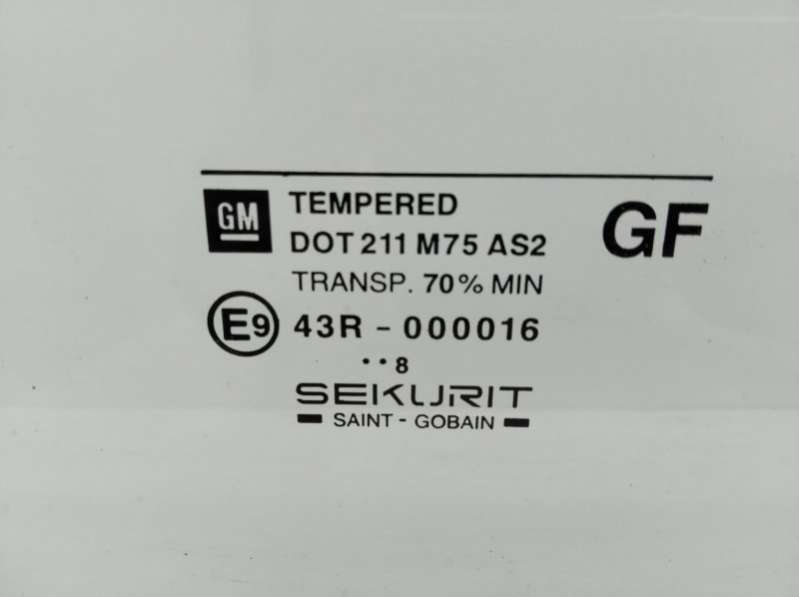 GM TEMPERED GF
DOT 211 M75 AS2
TRANSP. 70% MIN
E9 43R - 000016
··8
SEKURIT
SAINT - GOBAIN